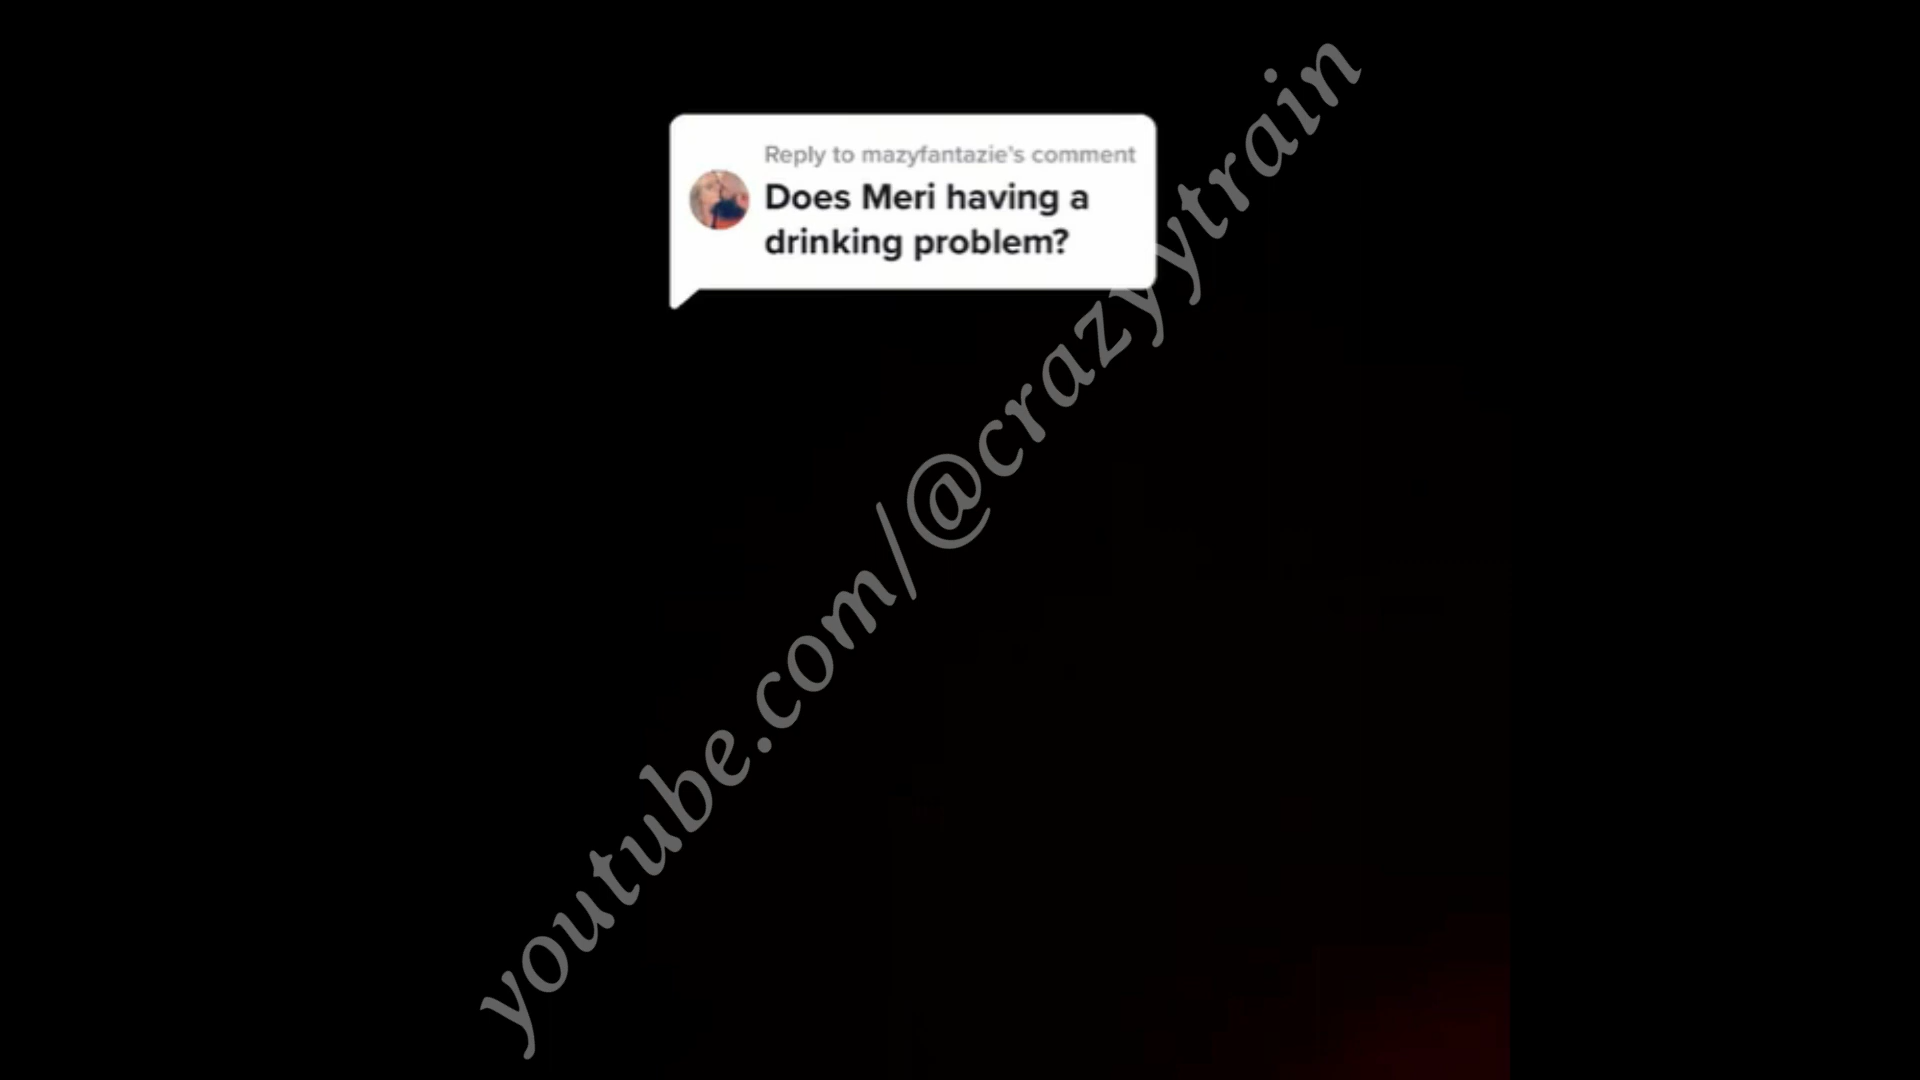 Reply to mazyfantazie's comment
Does Meri having a
drinking problem?
youtube.com/@crazyytrain